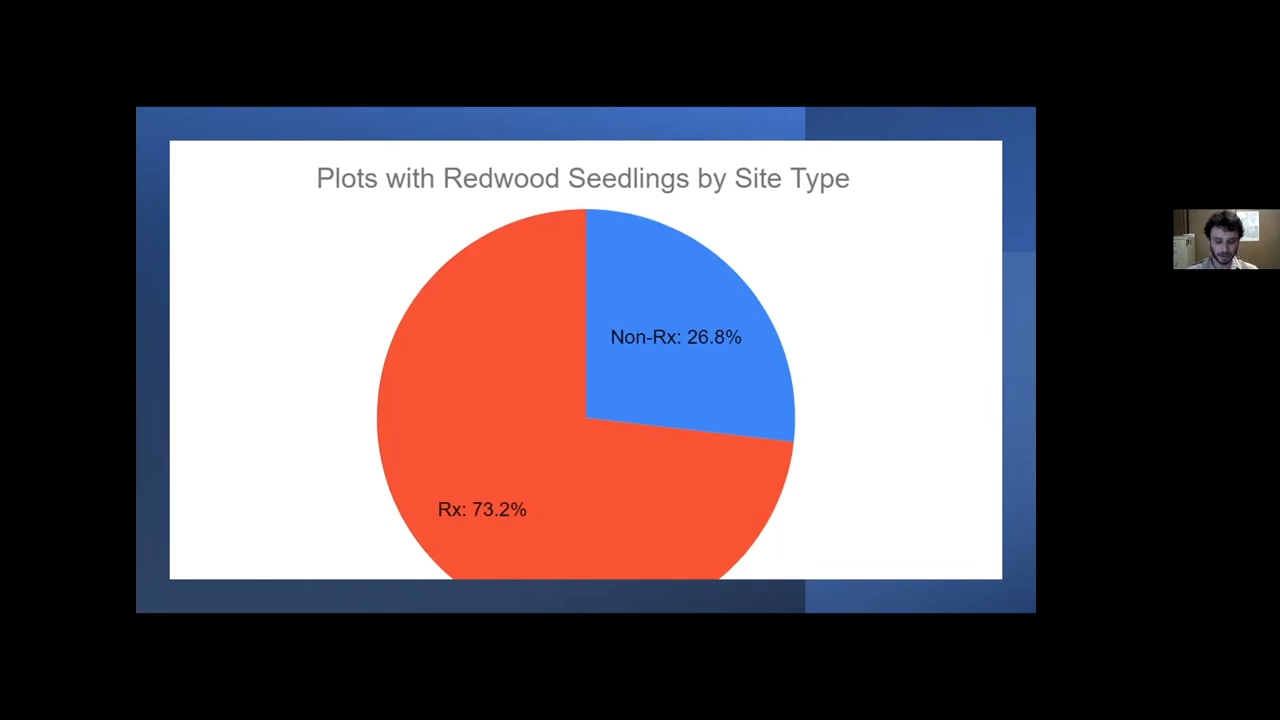 Plots with Redwood Seedlings by Site Type
Non-Rx: 26.8%
Rx: 73.2%